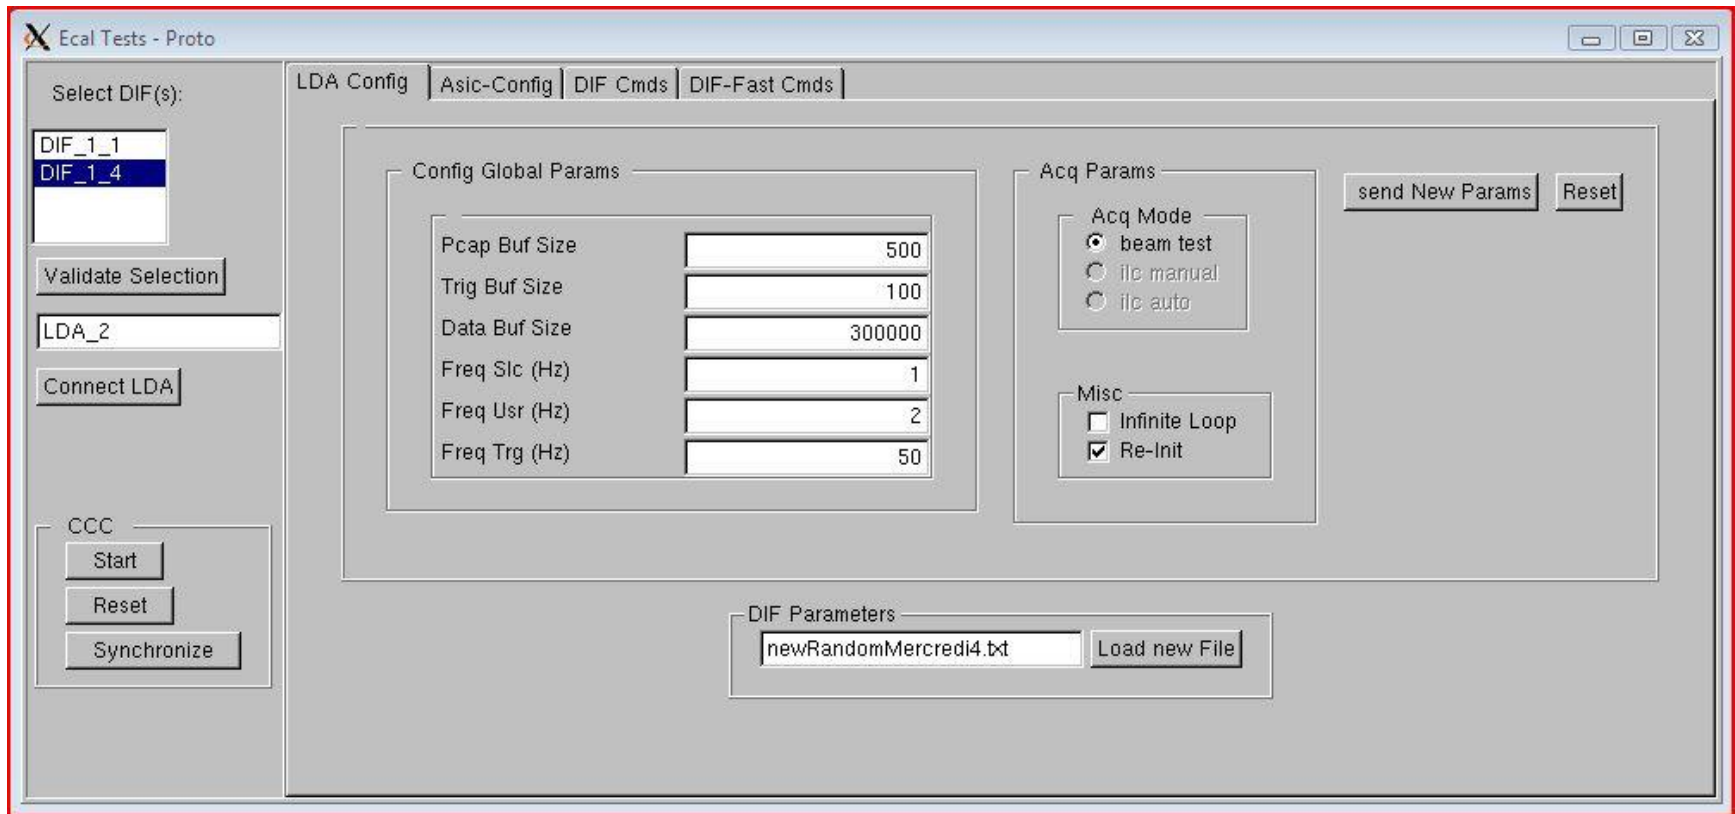 Ecal Tests - Proto
Select DIF(s):
DIF_1_1
DIF_1_4
Validate Selection
LDA_2
Connect LDA
CCC
Start
Reset
Synchronize
LDA Config Asic-Config DIF Cmds DIF-Fast Cmds
Config Global Params
Pcap Buf Size 500
Trig Buf Size 100
Data Buf Size 300000
Freq Slc (Hz) 1
Freq Usr (Hz) 2
Freq Trg (Hz) 50
Acq Params
Acq Mode
beam test
ilc manual
ilc auto
Misc
Infinite Loop
Re-Init
send New Params Reset
DIF Parameters
newRandomMercredi4.txt Load new File